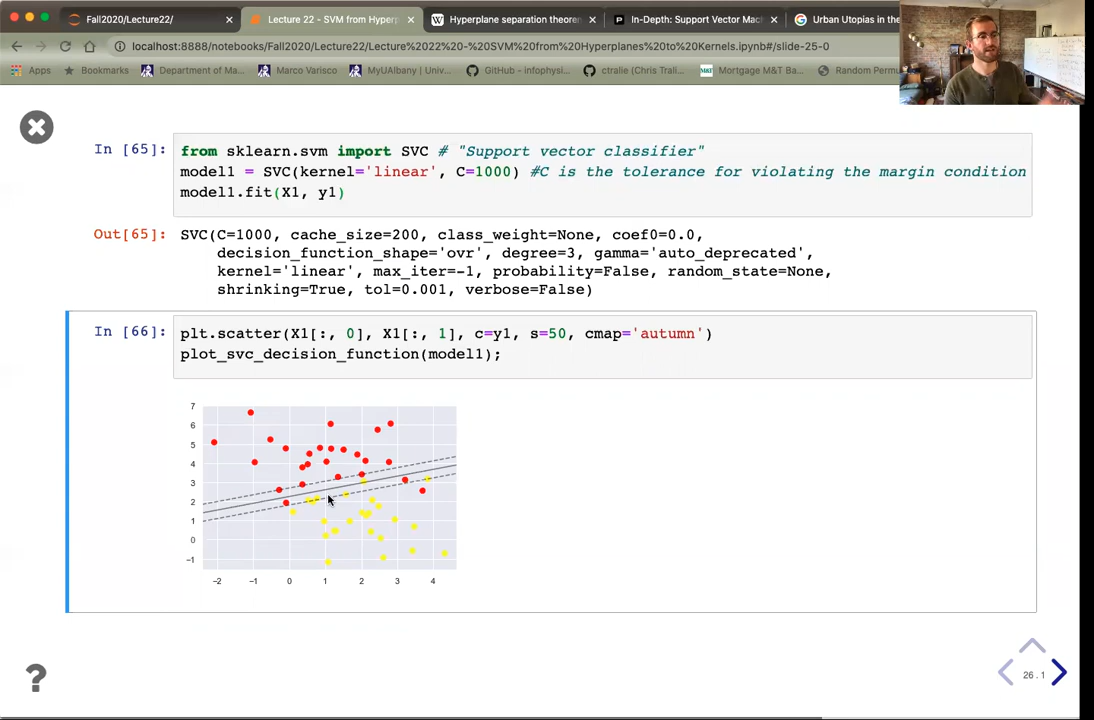 Fall2020/Lecture22/
Lecture 22 - SVM from Hyperp
Hyperplane separation theorem
In-Depth: Support Vector Mach
Urban Utopias in the
localhost:8888/notebooks/Fall2020/Lecture22/Lecture%2022%20-%20SVM%20from%20Hyperplanes%20to%20Kernels.ipynb#/slide-25-0
Apps
Bookmarks
Department of Ma...
Marco Varisco
MyUAlbany | Univ...
GitHub - infophysi...
ctralie (Chris Trali...
Mortgage M&T Ba...
Random Permu
In [65]:
from sklearn.svm import SVC # "Support vector classifier"
model1 = SVC(kernel='linear', C=1000) #C is the tolerance for violating the margin condition
model1.fit(X1, y1)
Out[65]:
SVC(C=1000, cache_size=200, class_weight=None, coef0=0.0,
decision_function_shape='ovr', degree=3, gamma='auto_deprecated',
kernel='linear', max_iter=-1, probability=False, random_state=None,
shrinking=True, tol=0.001, verbose=False)
In [66]:
plt.scatter(X1[:, 0], X1[:, 1], c=y1, s=50, cmap='autumn')
plot_svc_decision_function(model1);
7
6
5
4
3
2
1
0
−1
−2 −1 0 1 2 3 4
?
26.1